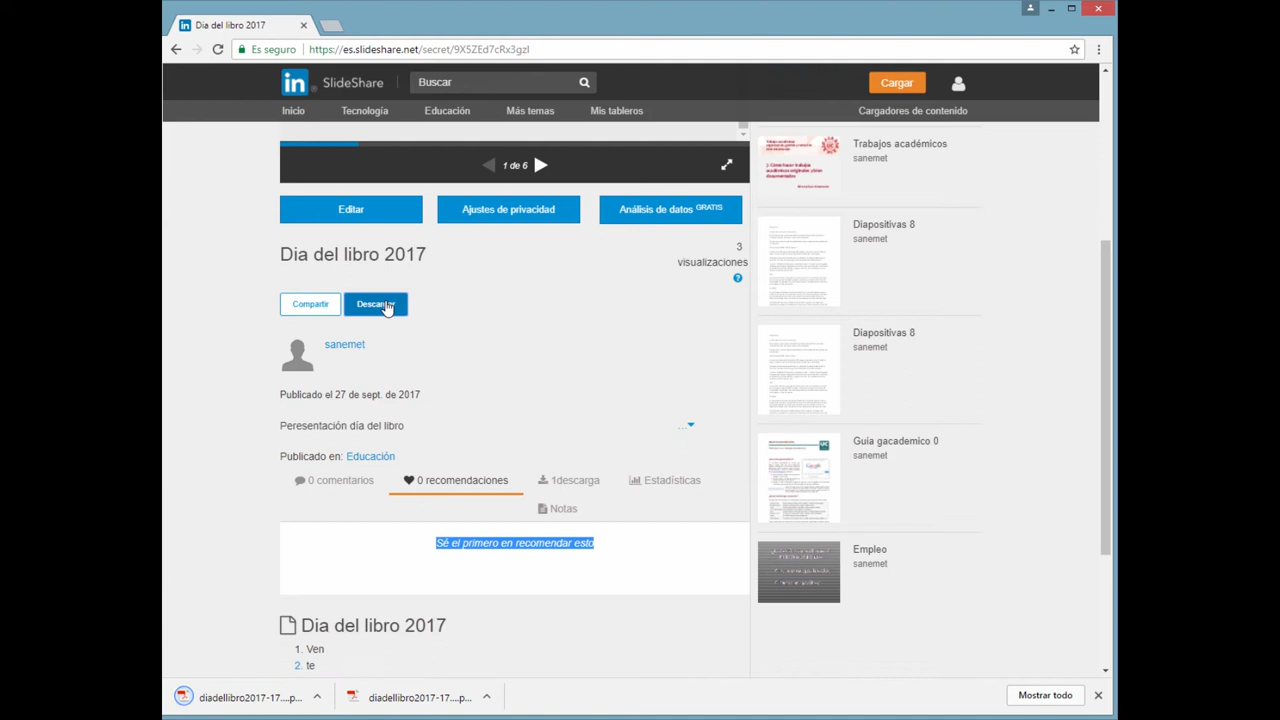 in Dia del libro 2017
Es seguro https://es.slideshare.net/secret/9X5ZEd7cRx3gzI
in SlideShare Buscar Cargar
Inicio Tecnología Educación Más temas Mis tableros Cargadores de contenido
1 de 6
Editar Ajustes de privacidad Análisis de datos GRATIS
Dia del libro 2017
3
visualizaciones
?
Compartir
sanemet
Publicado el 27 de sept. de 2017
Peresentación día del libro
...
Publicado en: Educación
0 comentarios 0 recomendaciones 1descarga Estadísticas
Notas
Sé el primero en recomendar esto
Dia del libro 2017
1. Ven
2. te
Trabajos académicos
sanemet
Diapositivas 8
sanemet
Diapositivas 8
sanemet
Guia gacademico 0
sanemet
Empleo
sanemet
diadellibro2017-17....p... diadellibro2017-17....p... Mostrar todo